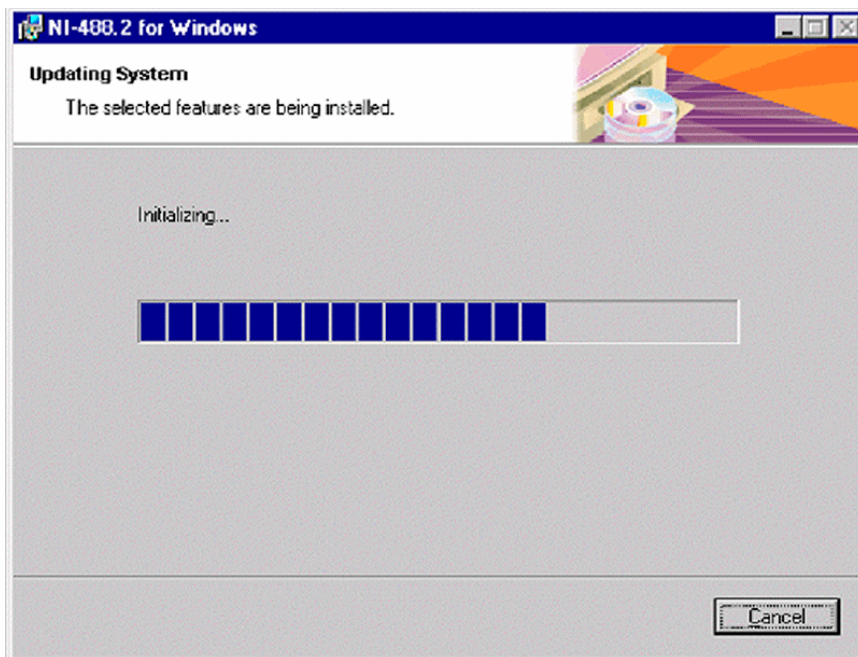 NI-488.2 for Windows
Updating System
The selected features are being installed.
Initializing...
Cancel